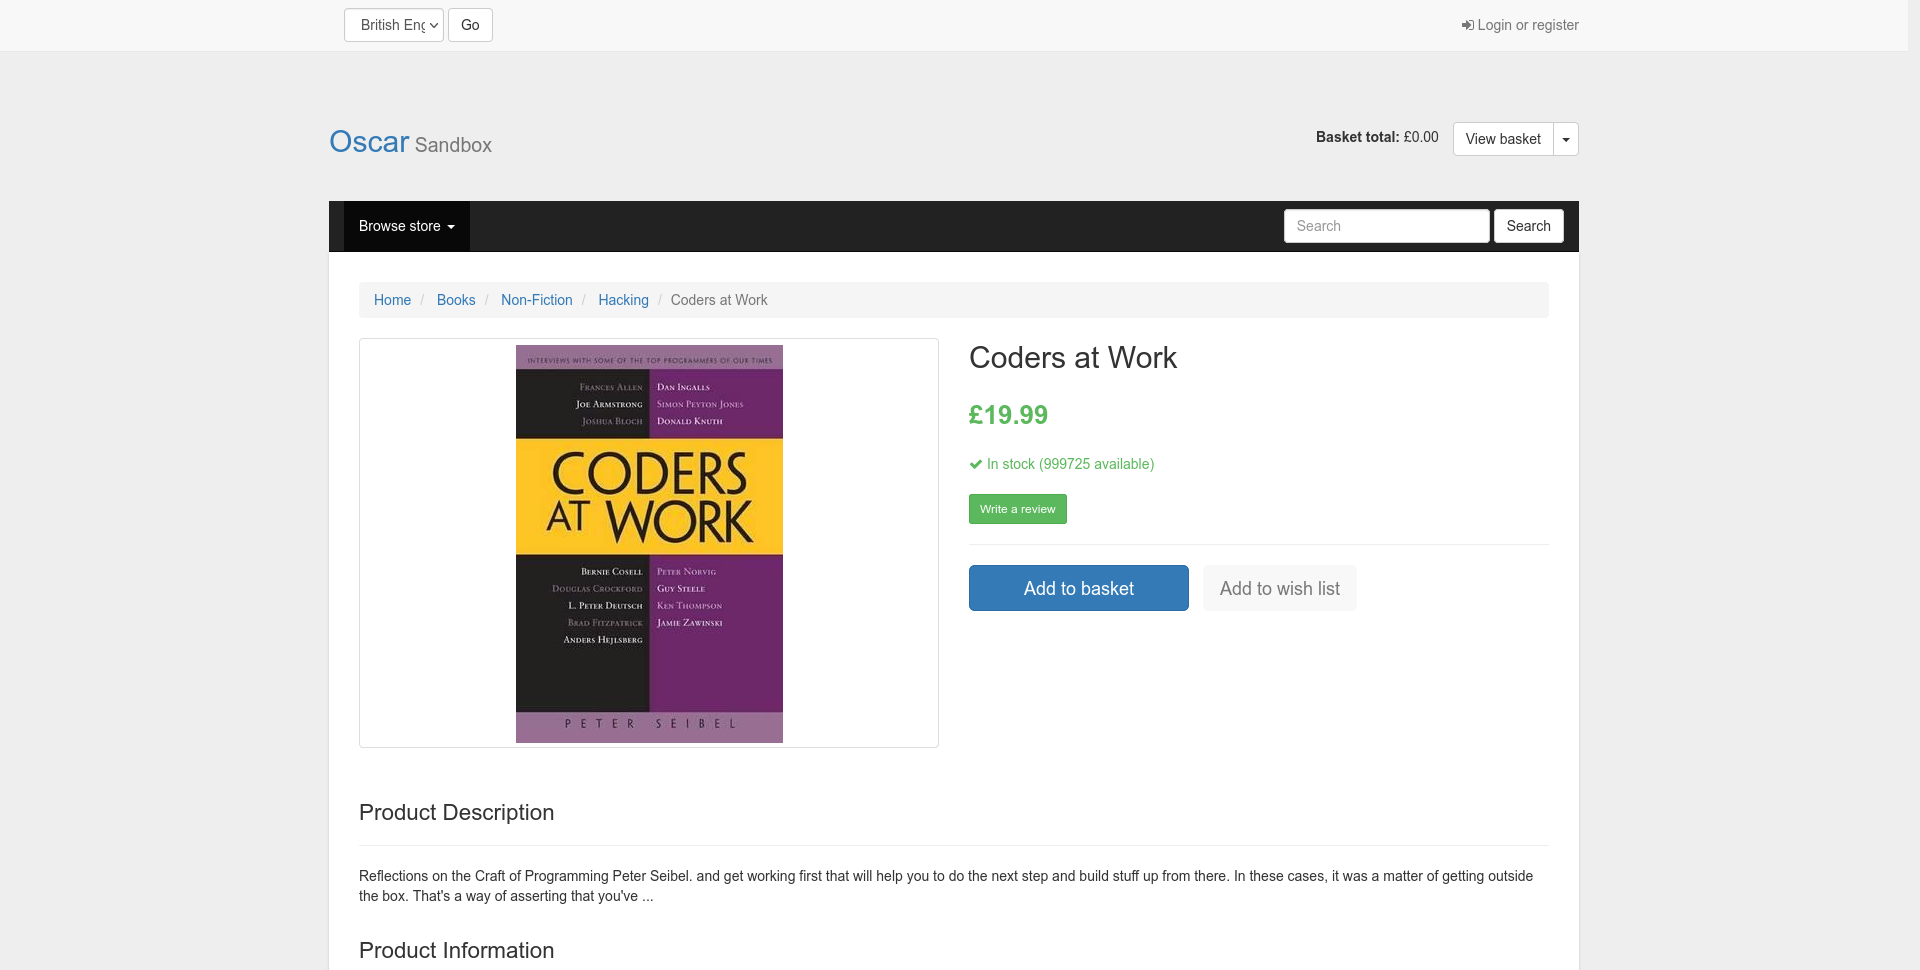 British Eng
Go
Login or register
Oscar Sandbox
Basket total: £0.00
View basket
Browse store
Search
Search
Home / Books / Non-Fiction / Hacking / Coders at Work
INTERVIEWS WITH SOME OF THE TOP PROGRAMMERS OF OUR TIMES
Frances Allen
Joe Armstrong
Joshua Bloch
Dan Ingalls
Simon Peyton Jones
Donald Knuth
CODERS
AT WORK
Bernie Cosell
Douglas Crockford
L. Peter Deutsch
Brad Fitzpatrick
Anders Hejlsberg
Peter Norvig
Guy Steele
Ken Thompson
Jamie Zawinski
PETER SEIBEL
Coders at Work
£19.99
In stock (999725 available)
Write a review
Add to basket
Add to wish list
Product Description
Reflections on the Craft of Programming Peter Seibel. and get working first that will help you to do the next step and build stuff up from there. In these cases, it was a matter of getting outside
the box. That's a way of asserting that you've ...
Product Information